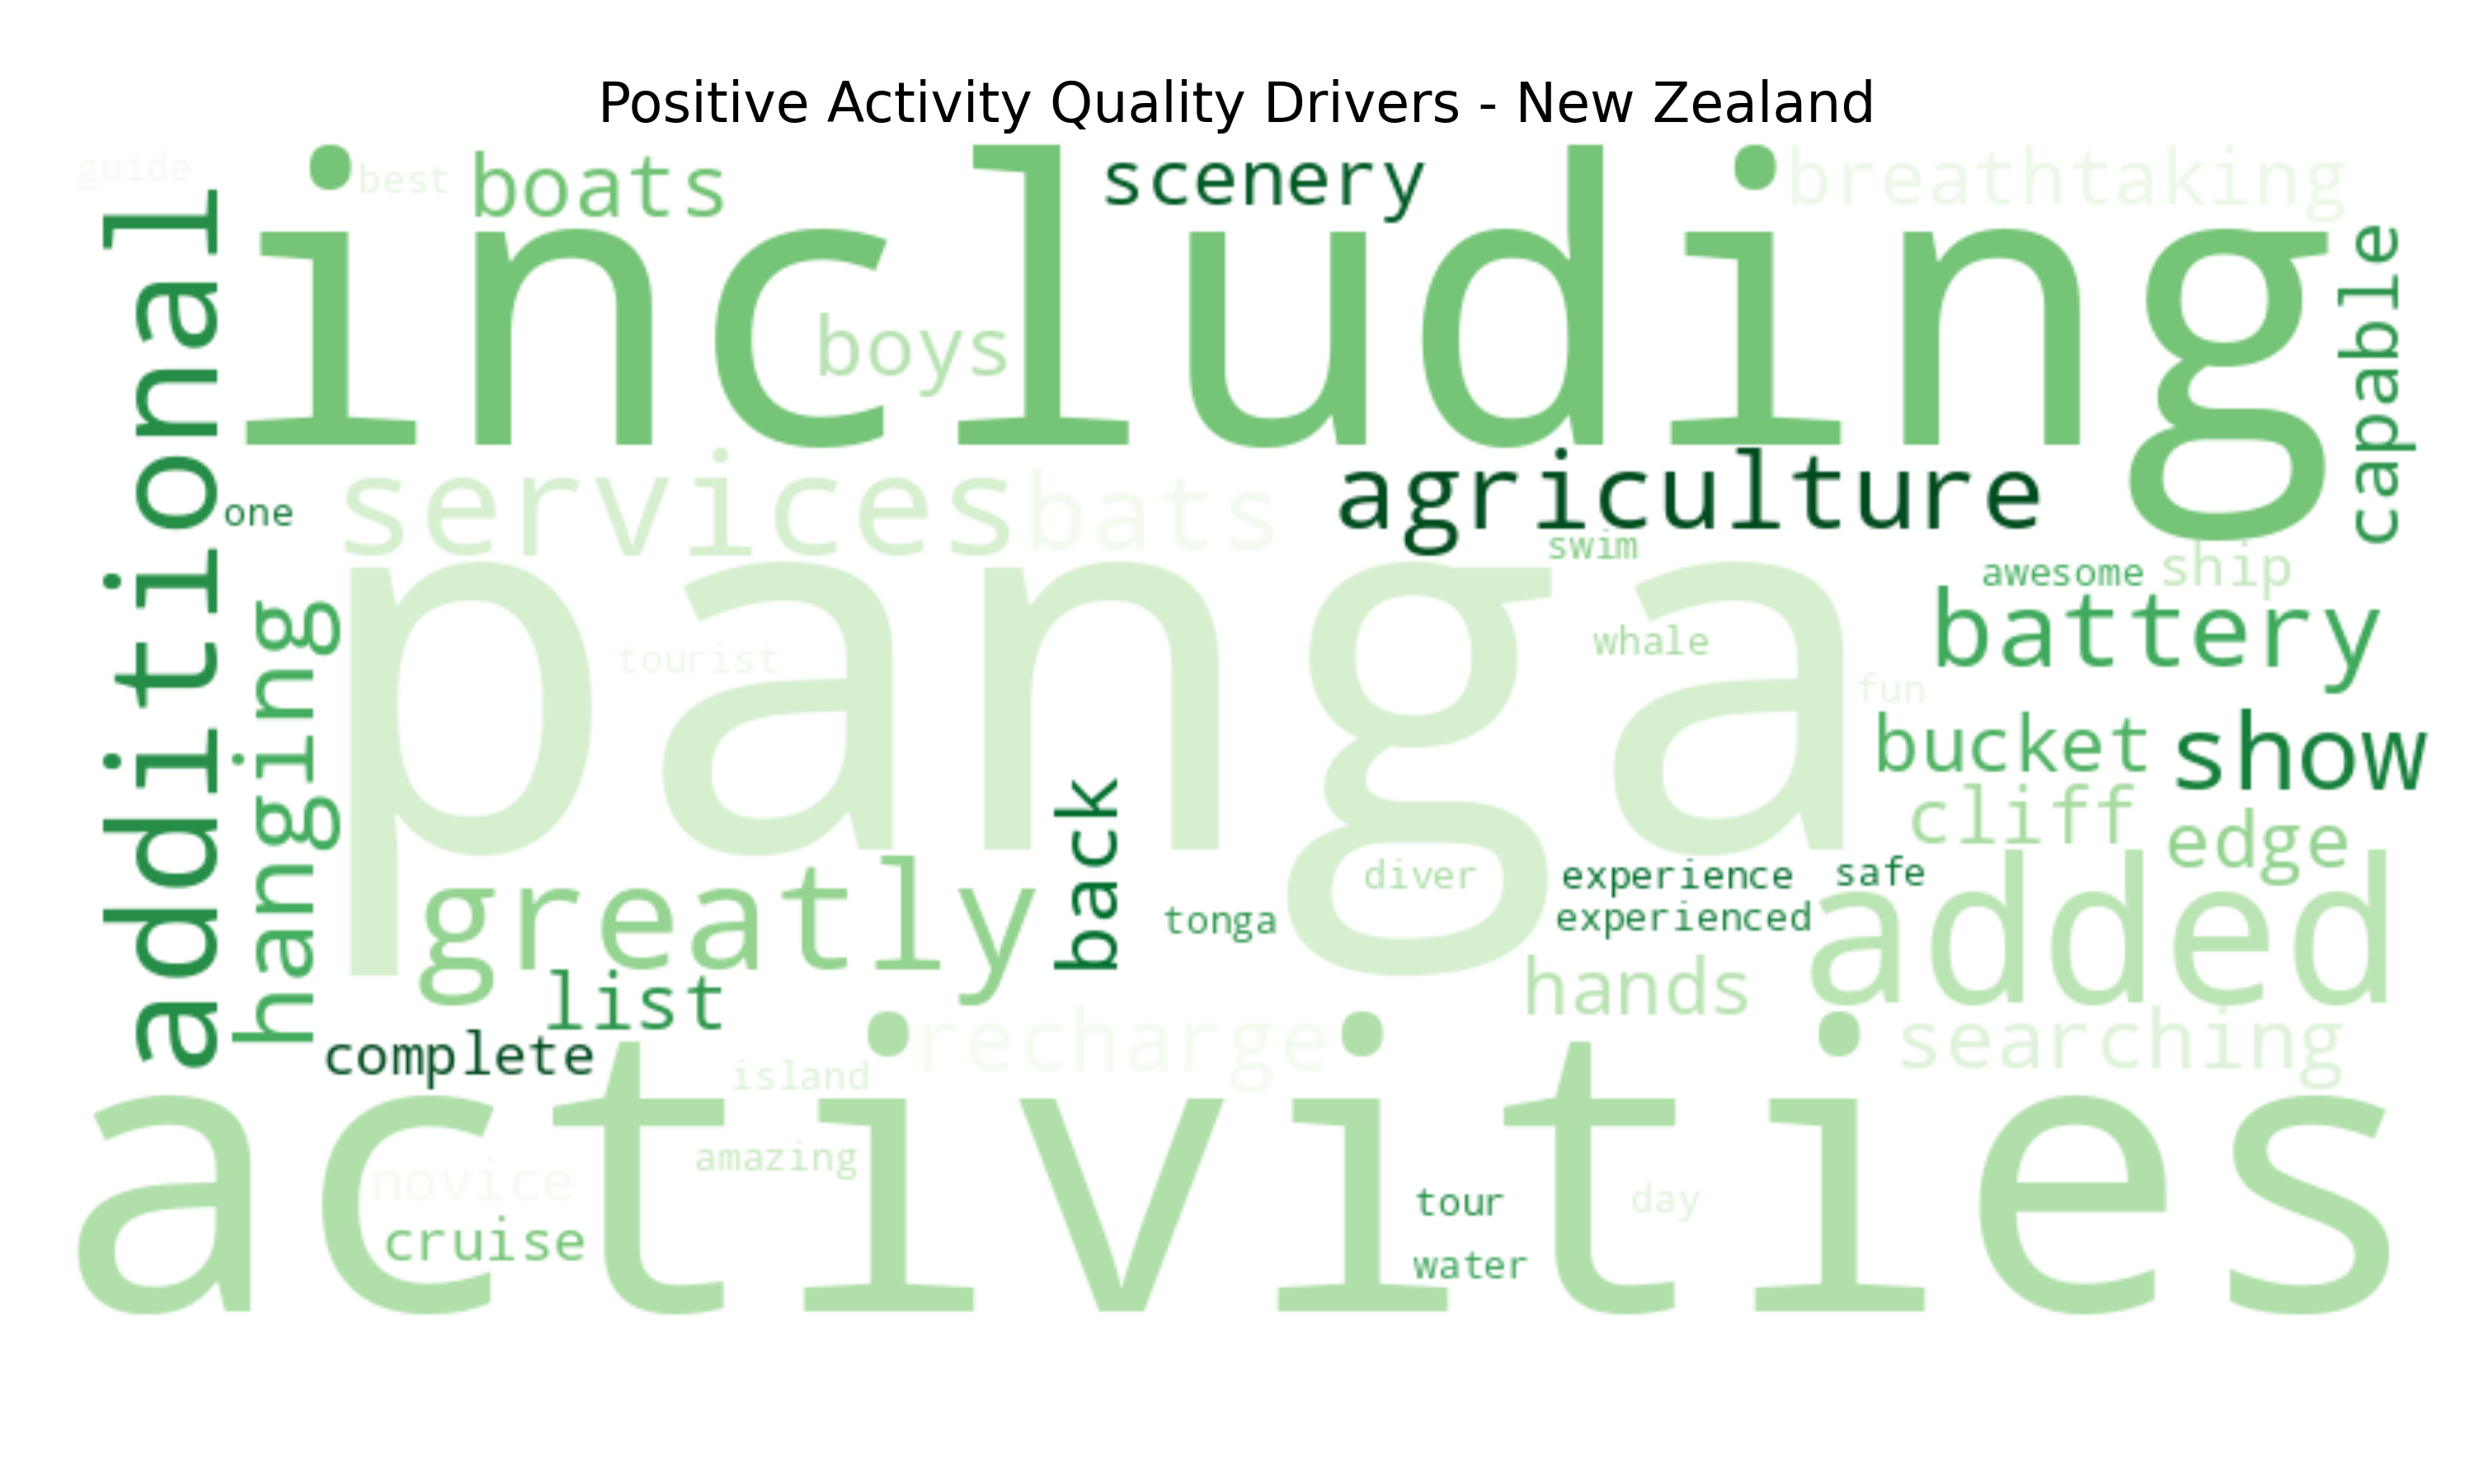 Positive Activity Quality Drivers - New Zealand
guide
best
boats
scenery
breathtaking
including
boys
capable
additional
one
services
bats
agriculture
swim
awesome
ship
battery
panga
tourist
whale
fun
hanging
bucket
show
cliff
edge
back
greatly
diver
experience
safe
tonga
experienced
added
list
hands
complete
recharge
searching
island
activities
amazing
novice
cruise
tour
day
water